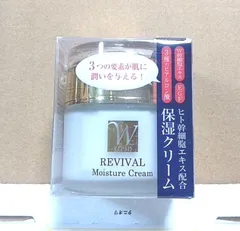 3つの要素が肌に
潤いを与える!
EGF
ヒト幹細胞エキス配合
保湿クリーム
W
REVIVAL
Moisture Cream